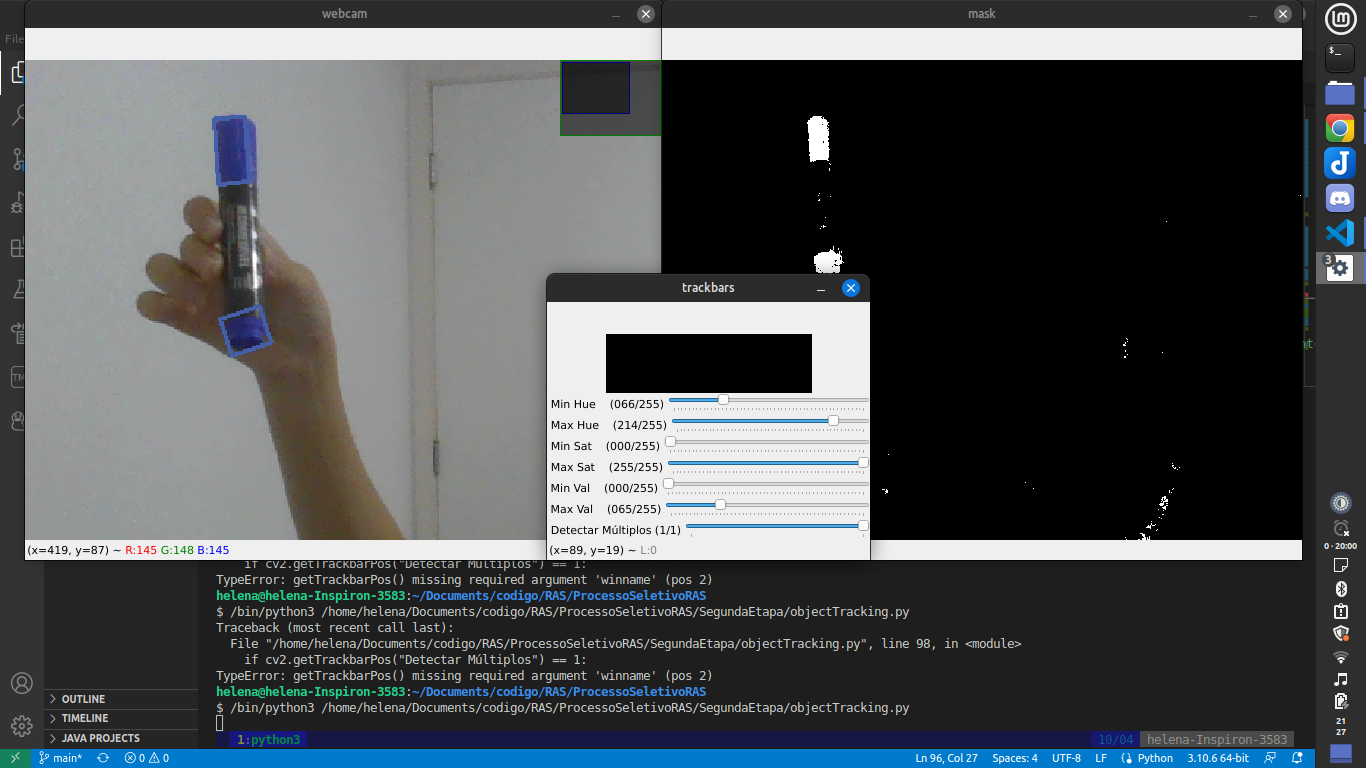 webcam
mask
File
(x=419, y=87) ~ R:145 G:148 B:145
trackbars
Min Hue (066/255)
Max Hue (214/255)
Min Sat (000/255)
Max Sat (255/255)
Min Val (000/255)
Max Val (065/255)
Detectar Múltiplos (1/1)
(x=89, y=19) ~ L:0
if cv2.getTrackbarPos("Detectar Múltiplos") == 1:
TypeError: getTrackbarPos() missing required argument 'winname' (pos 2)
helena@helena-Inspiron-3583:~/Documents/codigo/RAS/ProcessoSeletivoRAS
$ /bin/python3 /home/helena/Documents/codigo/RAS/ProcessoSeletivoRAS/SegundaEtapa/objectTracking.py
Traceback (most recent call last):
File "/home/helena/Documents/codigo/RAS/ProcessoSeletivoRAS/SegundaEtapa/objectTracking.py", line 98, in <module>
if cv2.getTrackbarPos("Detectar Múltiplos") == 1:
TypeError: getTrackbarPos() missing required argument 'winname' (pos 2)
helena@helena-Inspiron-3583:~/Documents/codigo/RAS/ProcessoSeletivoRAS
$ /bin/python3 /home/helena/Documents/codigo/RAS/ProcessoSeletivoRAS/SegundaEtapa/objectTracking.py
1:python3
10/04 helena-Inspiron-3583
OUTLINE
TIMELINE
JAVA PROJECTS
main* 0 0
Ln 96, Col 27 Spaces: 4 UTF-8 LF Python 3.10.6 64-bit
3
0 · 20:00
21
27